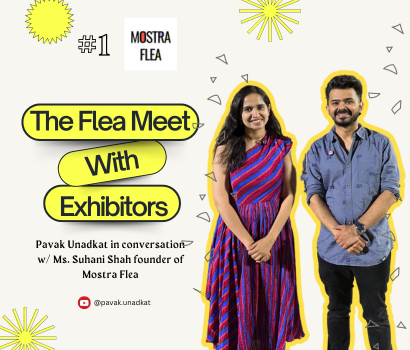 #1
MOSTRA
FLEA
The Flea Meet
With
Exhibitors
Pavak Unadkat in conversation
w/ Ms. Suhani Shah founder of
Mostra Flea
@pavak.unadkat